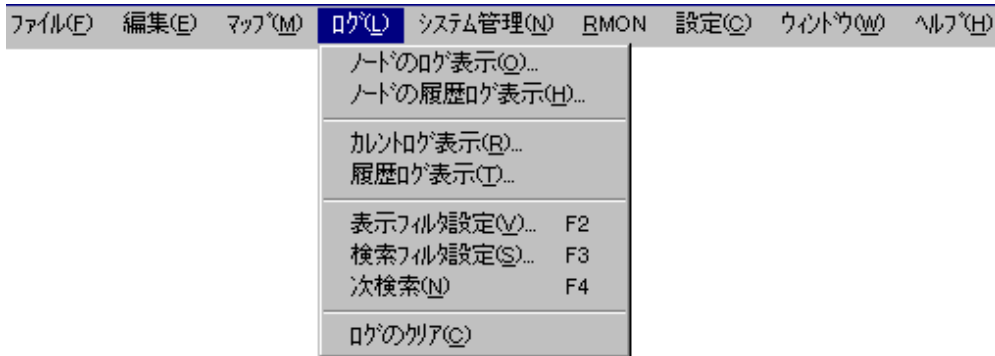 ﾌｧｲﾙ(F) 編集(E) ﾏｯﾌﾟ(M) ﾛｸﾞ(L) ｼｽﾃﾑ管理(N) RMON 設定(C) ｳｨﾝﾄﾞｳ(W) ﾍﾙﾌﾟ(H)
ﾉｰﾄﾞのﾛｸﾞ表示(O)...
ﾉｰﾄﾞの履歴ﾛｸﾞ表示(H)...
ｶﾚﾝﾄﾛｸﾞ表示(R)...
履歴ﾛｸﾞ表示(T)...
表示ﾌｨﾙﾀ設定(V)... F2
検索ﾌｨﾙﾀ設定(S)... F3
次検索(N) F4
ﾛｸﾞのｸﾘｱ(C)